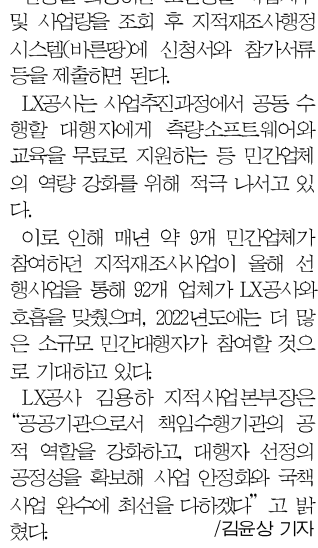 및 사업량을 조회 후 지적재조사행정
시스템(바른땅)에 신청서와 참가서류
등을 제출하면 된다.
LX공사는 사업추진과정에서 공동 수
행할 대행자에게 측량소프트웨어와
교육을 무료로 지원하는 등 민간업체
의 역량 강화를 위해 적극 나서고 있
다.
이로 인해 매년 약 9개 민간업체가
참여하던 지적재조사사업이 올해 선
행사업을 통해 92개 업체가 LX공사와
호흡을 맞췄으며, 2022년도에는 더 많
은 소규모 민간대행자가 참여할 것으
로 기대하고 있다.
LX공사 김용하 지적사업본부장은
“공공기관으로서 책임수행기관의 공
적 역할을 강화하고, 대행자 선정의
공정성을 확보해 사업 안정화와 국책
사업 완수에 최선을 다하겠다” 고 밝
혔다. /김윤상 기자